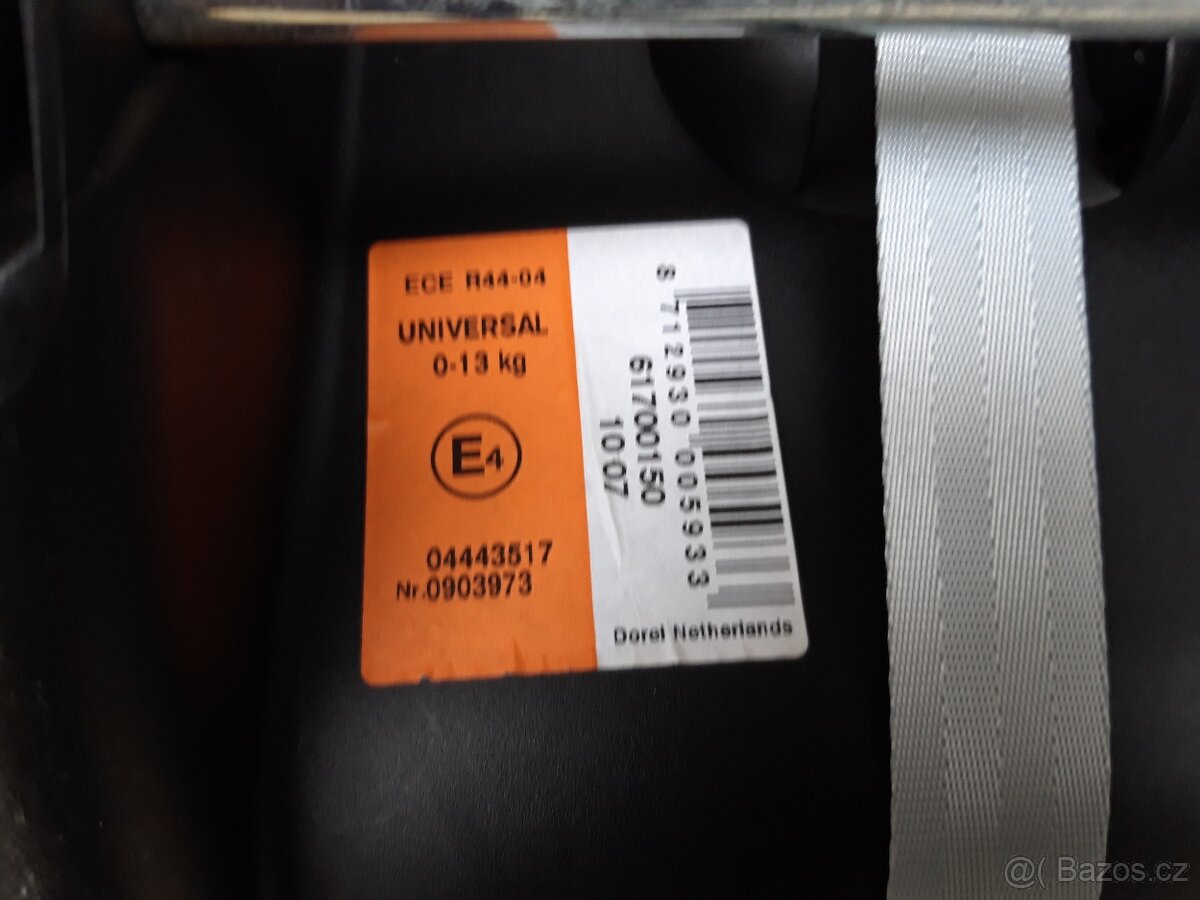 ECE R44-04
UNIVERSAL
0-13 kg
E4
04443517
Nr.0903973
8 712930 005933
61700150
10 07
Dorel Netherlands
@( Bazos.cz